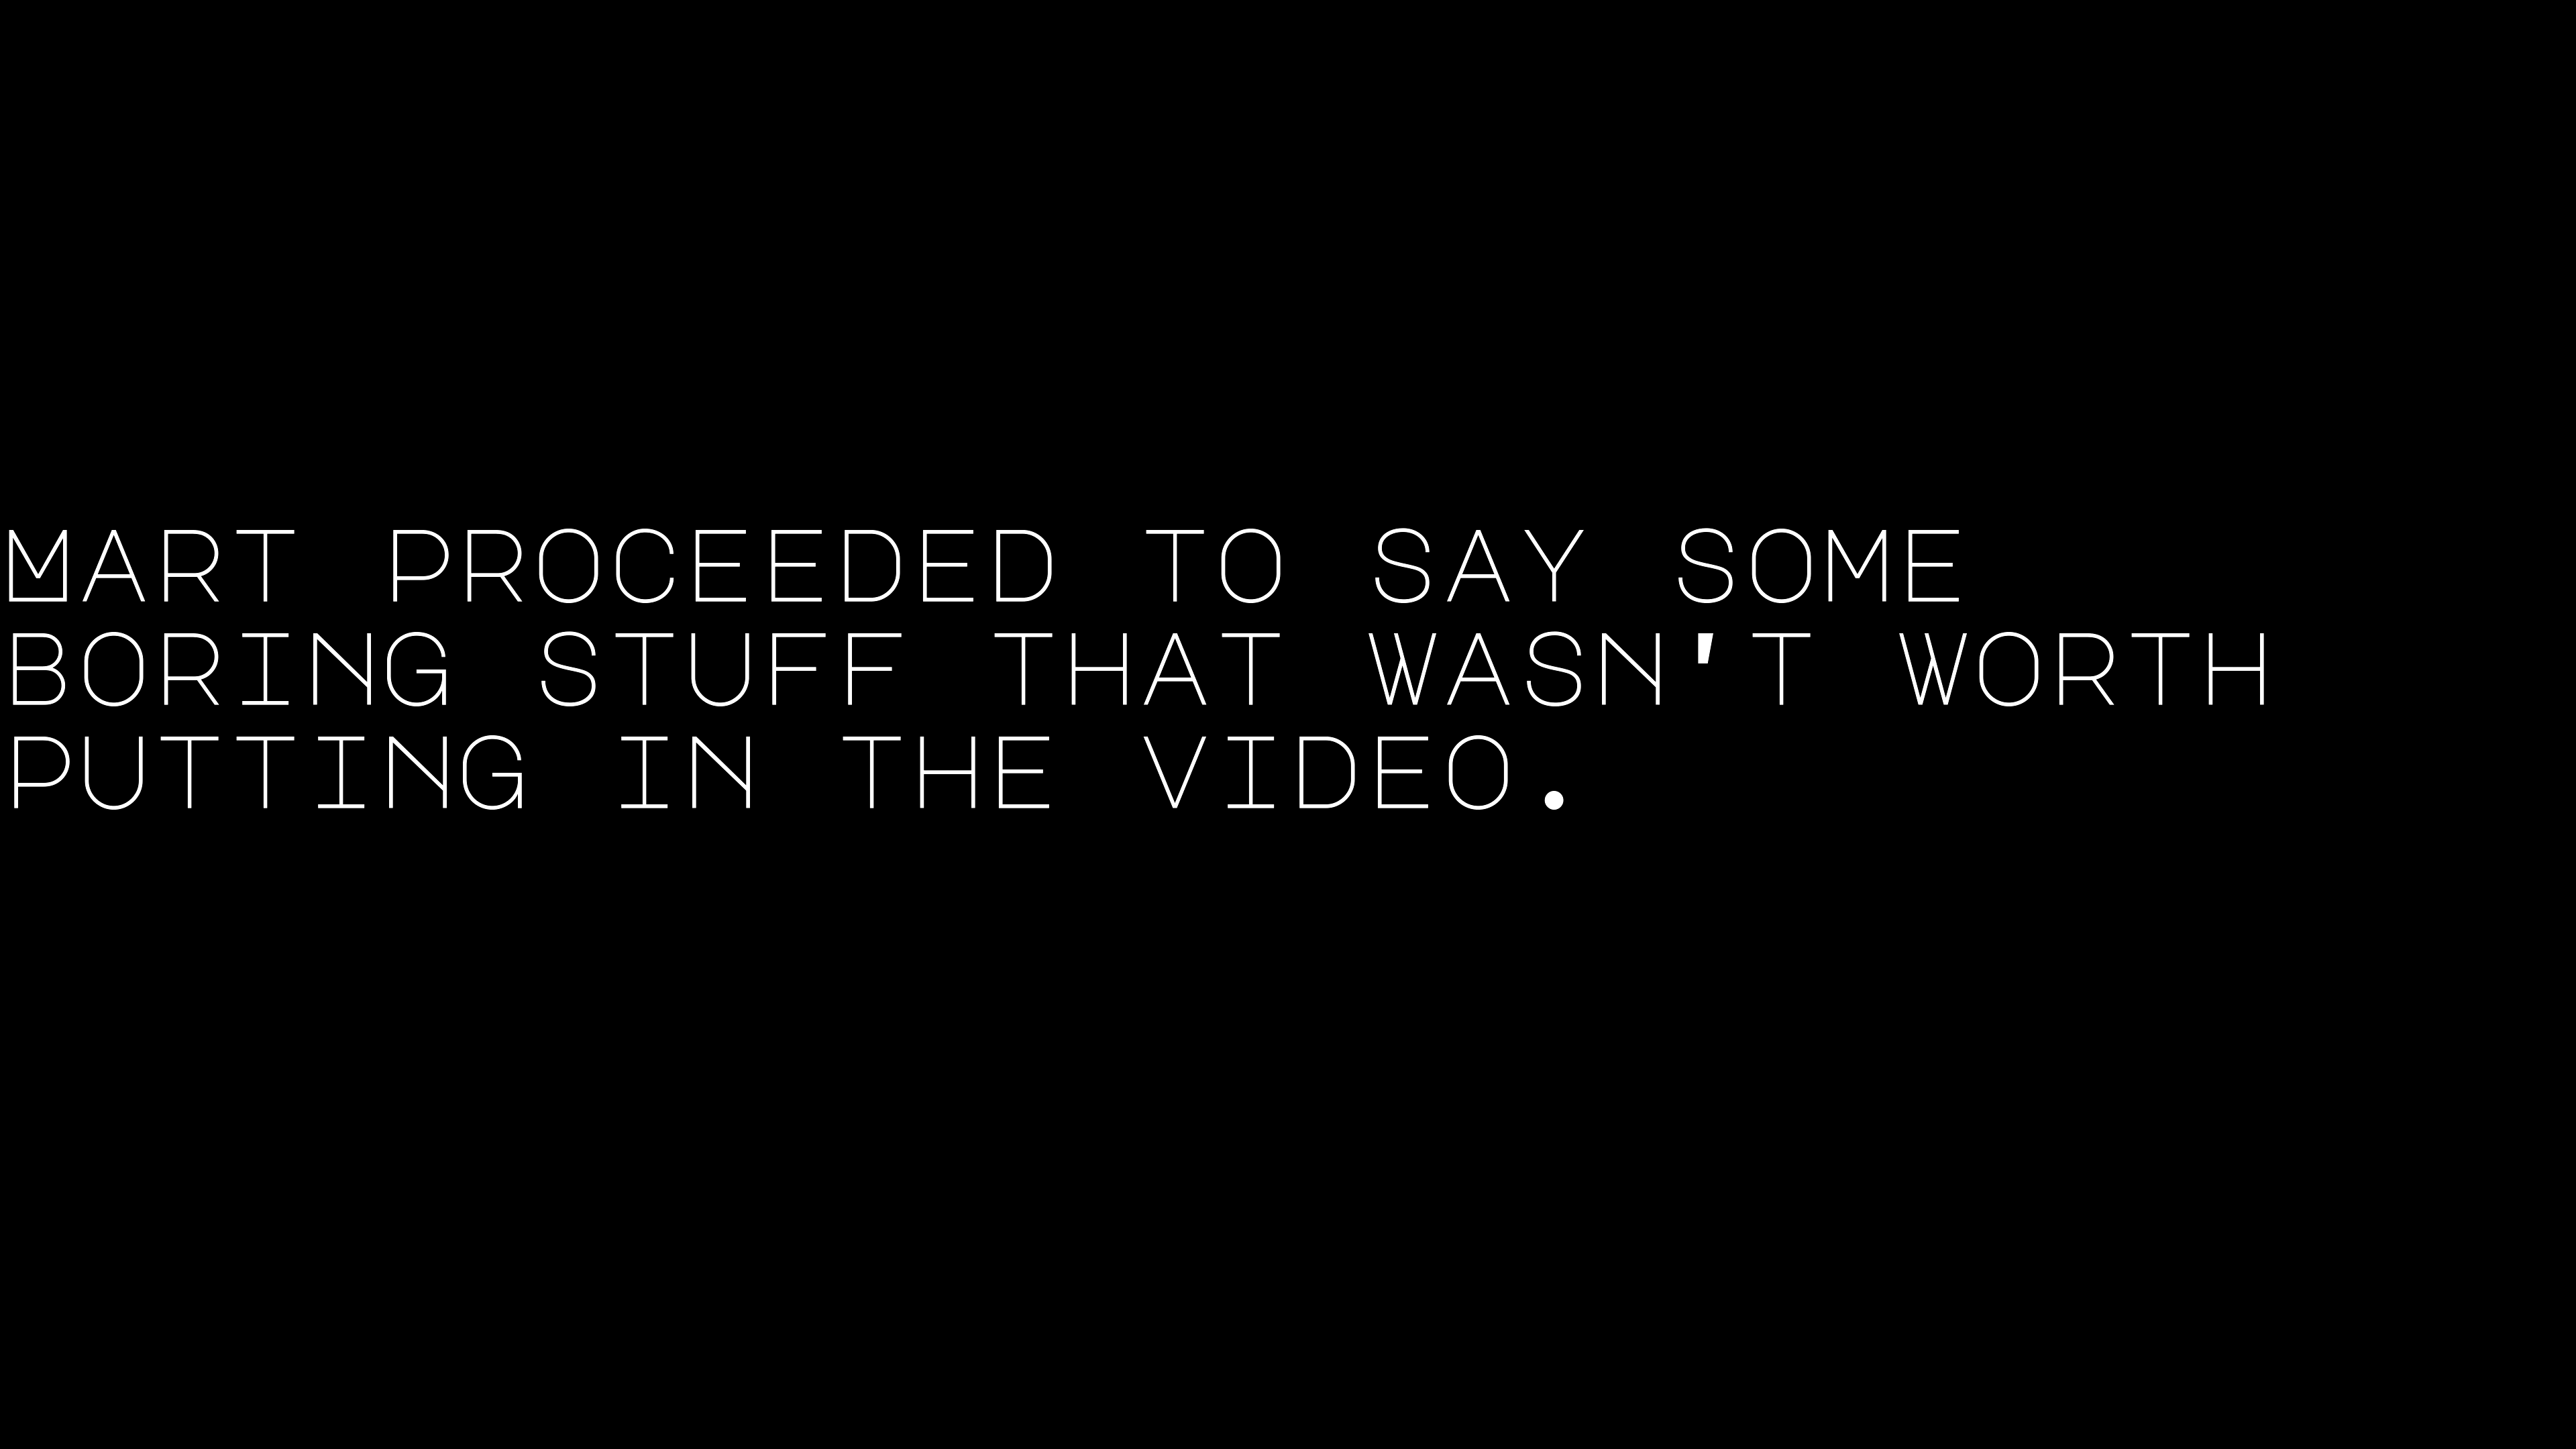 MART PROCEEDED TO SAY SOME
BORING STUFF THAT WASN'T WORTH
PUTTING IN THE VIDEO.